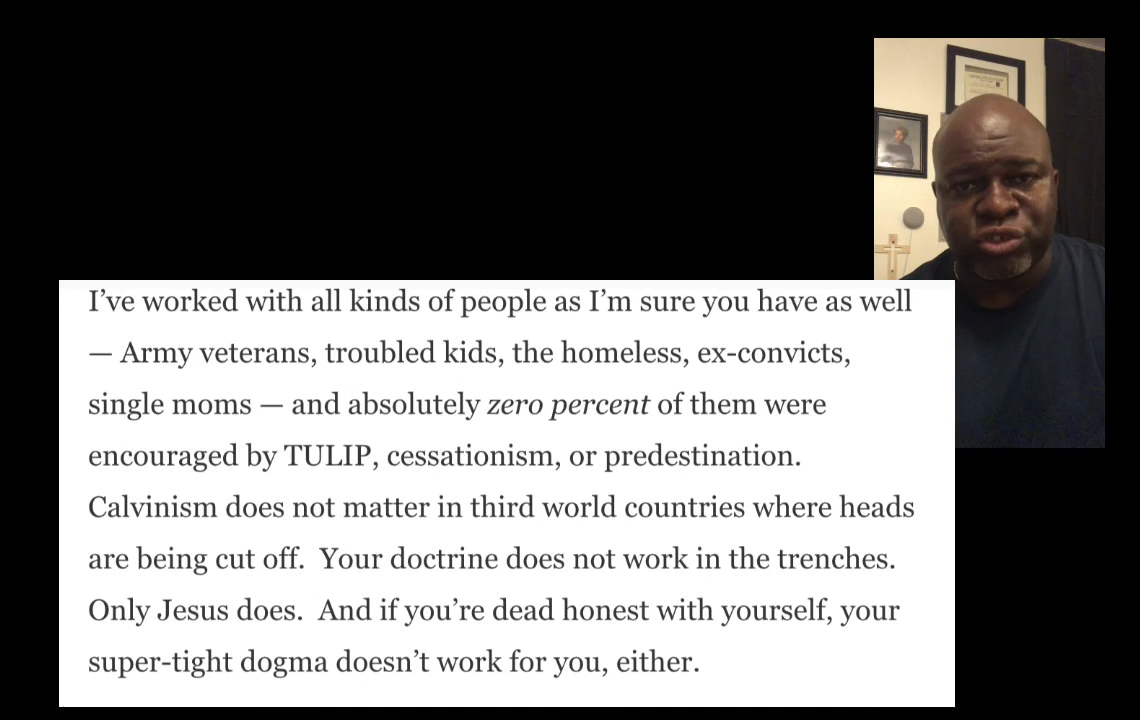 I’ve worked with all kinds of people as I’m sure you have as well
— Army veterans, troubled kids, the homeless, ex-convicts,
single moms — and absolutely zero percent of them were
encouraged by TULIP, cessationism, or predestination.
Calvinism does not matter in third world countries where heads
are being cut off.  Your doctrine does not work in the trenches.
Only Jesus does.  And if you’re dead honest with yourself, your
super-tight dogma doesn’t work for you, either.